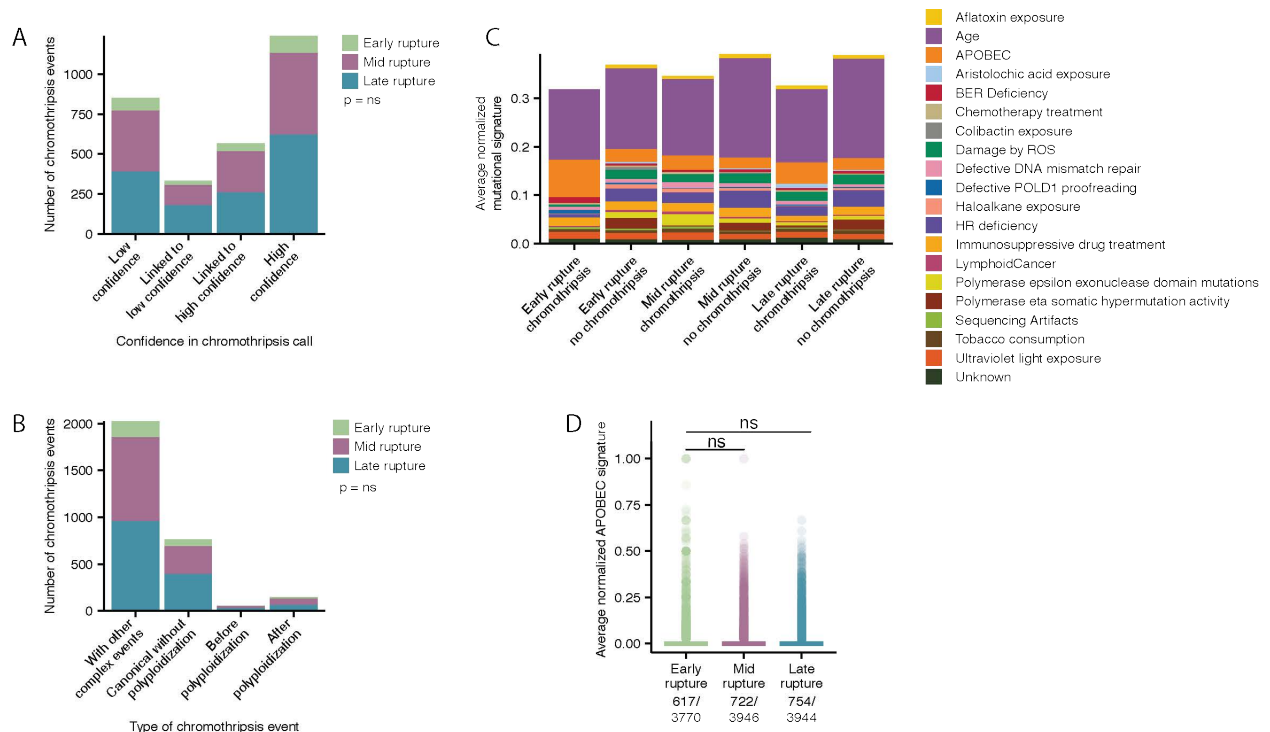 A
Number of chromothripsis events
1000
750
500
250
0
Low
confidence
Linked to
low confidence
Linked to
high confidence
High
confidence
Confidence in chromothripsis call
Early rupture
Mid rupture
Late rupture
p = ns
C
Average normalized
mutational signature
0.3
0.2
0.1
0.0
Early rupture
chromothripsis
Early rupture
no chromothripsis
Mid rupture
chromothripsis
Mid rupture
no chromothripsis
Late rupture
chromothripsis
Late rupture
no chromothripsis
Aflatoxin exposure
Age
APOBEC
Aristolochic acid exposure
BER Deficiency
Chemotherapy treatment
Colibactin exposure
Damage by ROS
Defective DNA mismatch repair
Defective POLD1 proofreading
Haloalkane exposure
HR deficiency
Immunosuppressive drug treatment
LymphoidCancer
Polymerase epsilon exonuclease domain mutations
Polymerase eta somatic hypermutation activity
Sequencing Artifacts
Tobacco consumption
Ultraviolet light exposure
Unknown
B
Number of chromothripsis events
2000
1500
1000
500
0
With other
complex events
Canonical without
polyploidization
Before
polyploidization
After
polyploidization
Type of chromothripsis event
Early rupture
Mid rupture
Late rupture
p = ns
D
Average normalized APOBEC signature
1.00
0.75
0.50
0.25
0.00
ns
ns
Early
rupture
617/
3770
Mid
rupture
722/
3946
Late
rupture
754/
3944